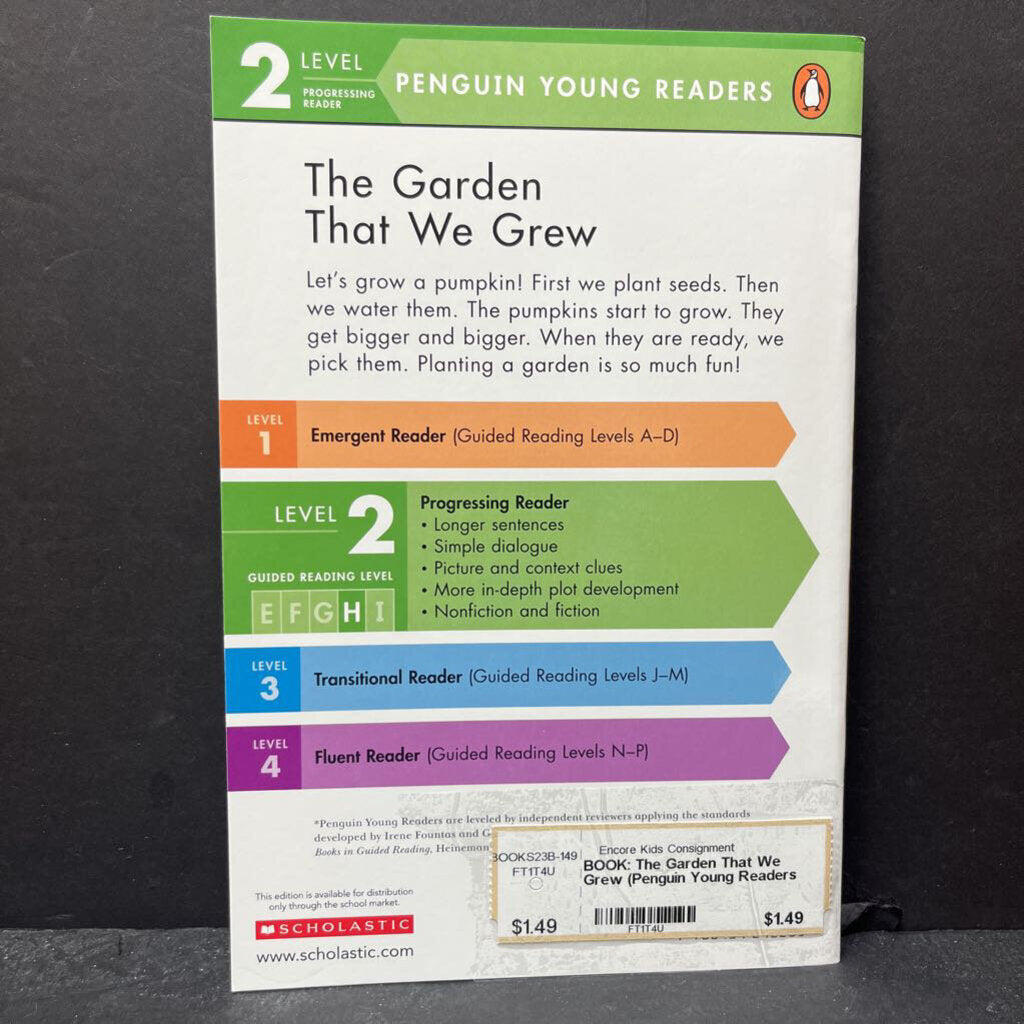 2 LEVEL
PROGRESSING
READER
PENGUIN YOUNG READERS
The Garden
That We Grew
Let's grow a pumpkin! First we plant seeds. Then
we water them. The pumpkins start to grow. They
get bigger and bigger. When they are ready, we
pick them. Planting a garden is so much fun!
LEVEL
1
Emergent Reader (Guided Reading Levels A–D)
LEVEL 2
GUIDED READING LEVEL
E F G H I
Progressing Reader
• Longer sentences
• Simple dialogue
• Picture and context clues
• More in-depth plot development
• Nonfiction and fiction
LEVEL
3
Transitional Reader (Guided Reading Levels J–M)
LEVEL
4
Fluent Reader (Guided Reading Levels N–P)
*Penguin Young Readers are leveled by independent reviewers applying the standards
developed by Irene Fountas and G
Books in Guided Reading, Heineman
This edition is available for distribution
only through the school market.
SCHOLASTIC
www.scholastic.com
BOOKS23B-149
FT1T4U
$1.49
Encore Kids Consignment
BOOK: The Garden That We
Grew (Penguin Young Readers
FT1T4U
$1.49